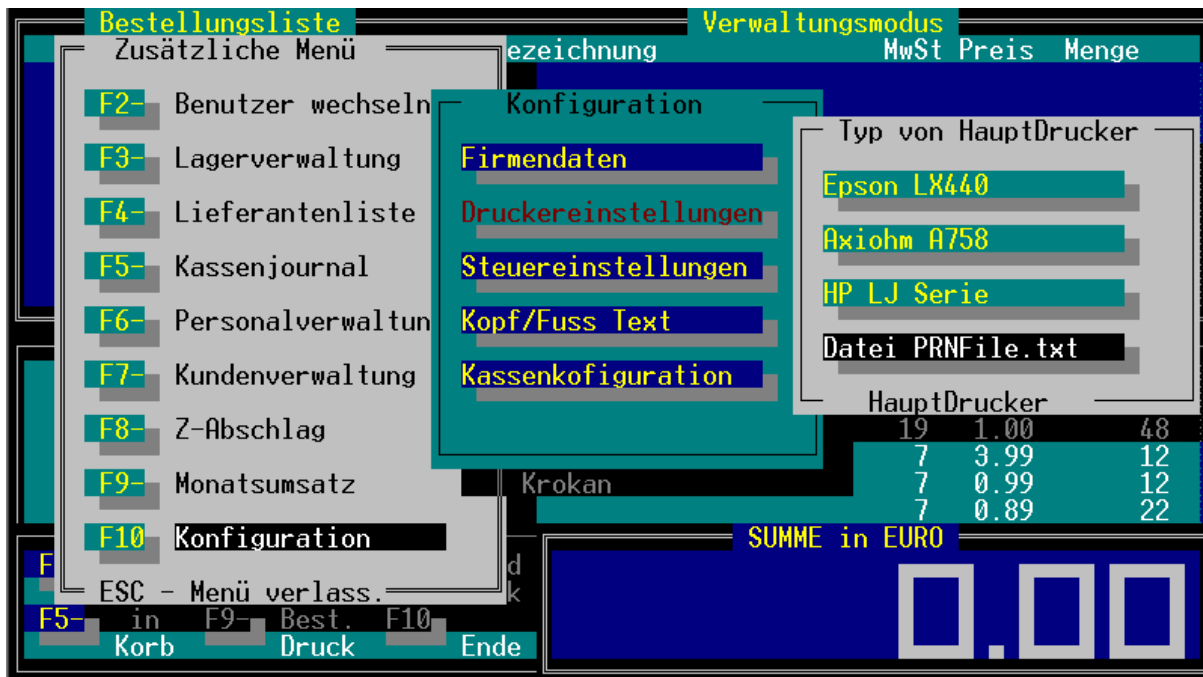 Bestellungsliste
Verwaltungsmodus
ezeichnung MwSt Preis Menge
Zusätzliche Menü
F2- Benutzer wechseln
F3- Lagerverwaltung
F4- Lieferantenliste
F5- Kassenjournal
F6- Personalverwaltun
F7- Kundenverwaltung
F8- Z-Abschlag
F9- Monatsumsatz
F10 Konfiguration
ESC - Menü verlass.
Konfiguration
Firmendaten
Druckereinstellungen
Steuereinstellungen
Kopf/Fuss Text
Kassenkofiguration
Typ von HauptDrucker
Epson LX440
Axiohm A758
HP LJ Serie
Datei PRNFile.txt
HauptDrucker
19 1.00 48
7 3.99 12
Krokan 7 0.99 12
7 0.89 22
F d
k
F5- in F9- Best. F10
Korb Druck Ende
SUMME in EURO
0.00